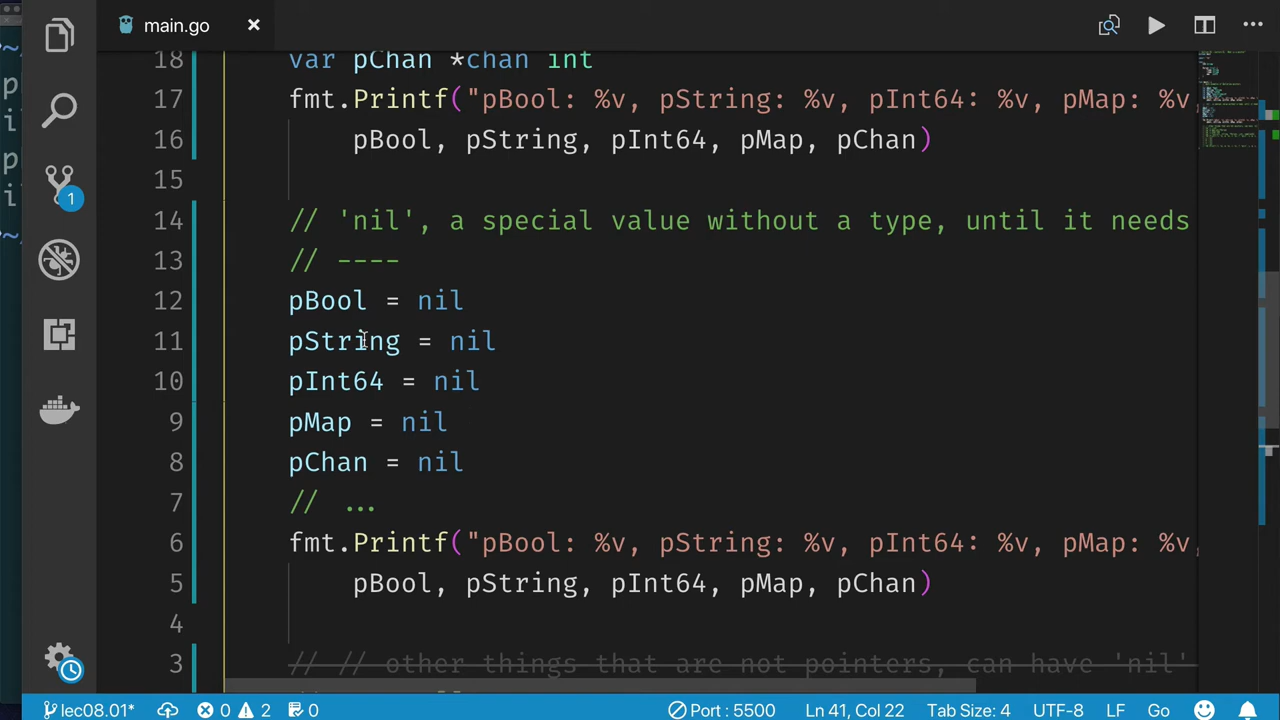 main.go
18 var pChan *chan int
17 fmt.Printf("pBool: %v, pString: %v, pInt64: %v, pMap: %v,
16 pBool, pString, pInt64, pMap, pChan)
15
14 // 'nil', a special value without a type, until it needs
13 // ----
12 pBool = nil
11 pString = nil
10 pInt64 = nil
9 pMap = nil
8 pChan = nil
7 // ...
6 fmt.Printf("pBool: %v, pString: %v, pInt64: %v, pMap: %v,
5 pBool, pString, pInt64, pMap, pChan)
4
3 // // other things that are not pointers, can have 'nil'
1
lec08.01* 0 2 0 Port : 5500 Ln 41, Col 22 Tab Size: 4 UTF-8 LF Go